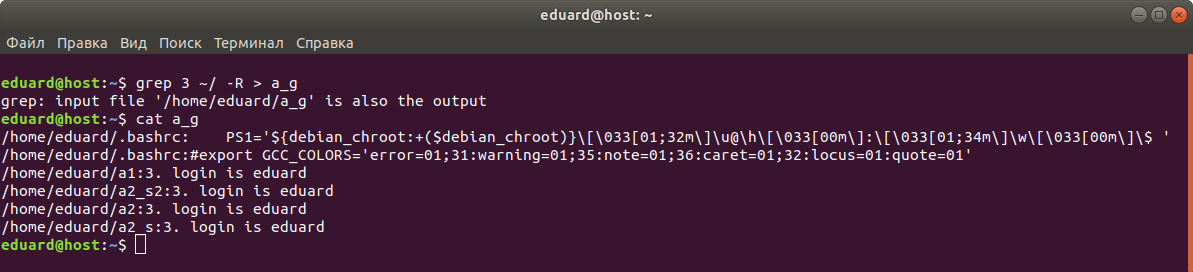 eduard@host: ~
Файл Правка Вид Поиск Терминал Справка
eduard@host:~$ grep 3 ~/ -R > a_g
grep: input file '/home/eduard/a_g' is also the output
eduard@host:~$ cat a_g
/home/eduard/.bashrc:    PS1='${debian_chroot:+($debian_chroot)}\[\033[01;32m\]\u@\h\[\033[00m\]:\[\033[01;34m\]\w\[\033[00m\]\$ '
/home/eduard/.bashrc:#export GCC_COLORS='error=01;31:warning=01;35:note=01;36:caret=01;32:locus=01:quote=01'
/home/eduard/a1:3. login is eduard
/home/eduard/a2_s2:3. login is eduard
/home/eduard/a2:3. login is eduard
/home/eduard/a2_s:3. login is eduard
eduard@host:~$